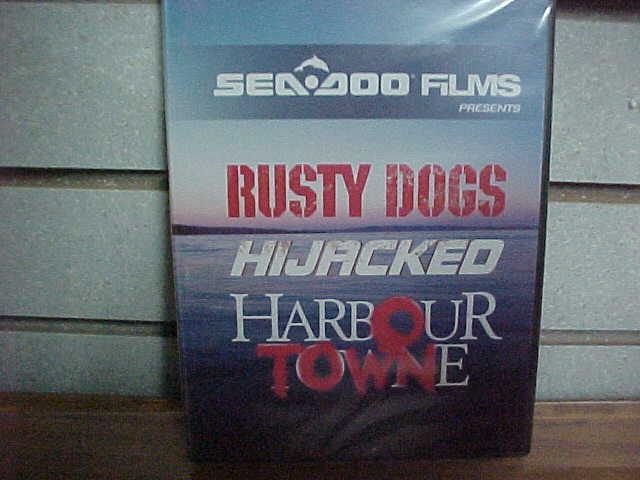 SEA-DOO® FILMS
PRESENTS
RUSTY DOGS
HIJACKED
HARBOUR
TOWNE